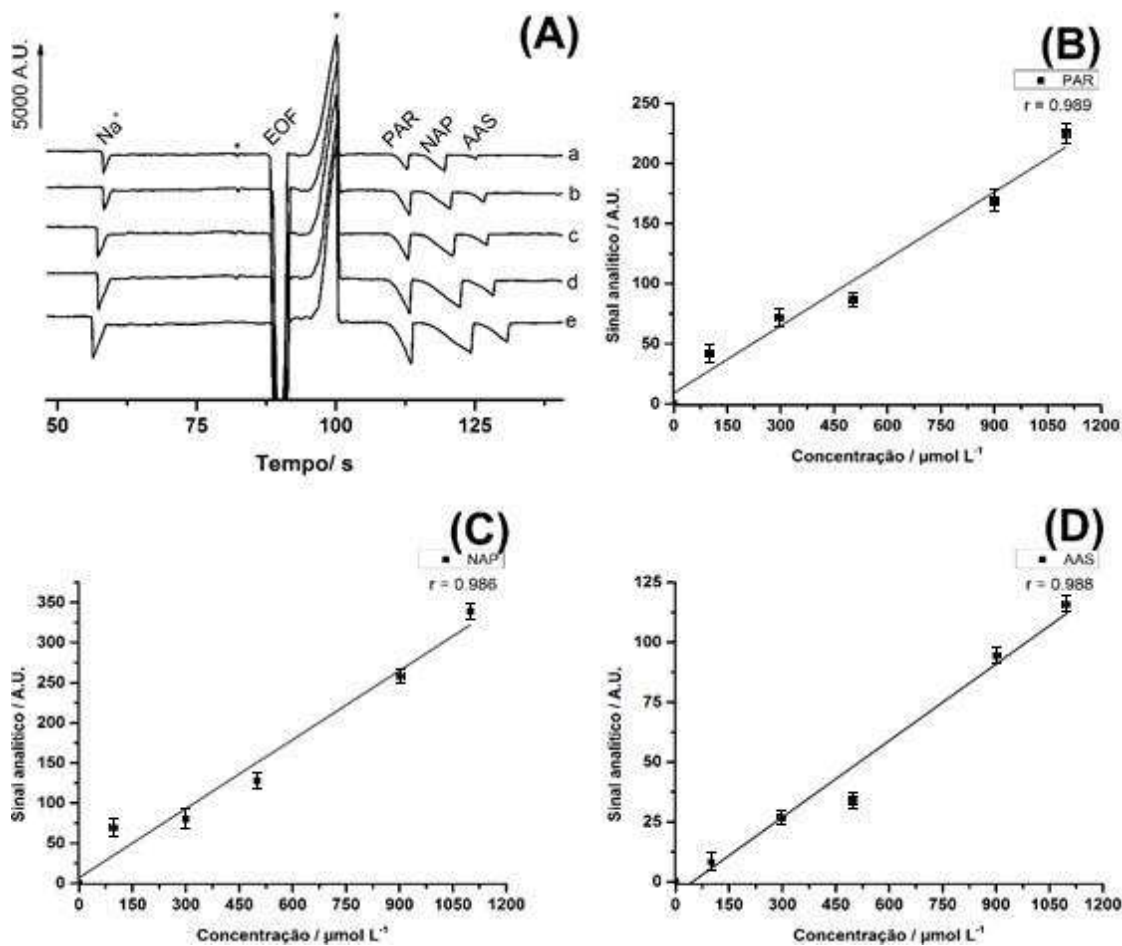 (A)
5000 A.U.
*
Na+
*
EOF
PAR
NAP
AAS
a
b
c
d
e
50 75 100 125
Tempo/ s
(B)
PAR
r = 0.989
250
200
150
100
50
0
Sinal analítico / A.U.
0 150 300 450 600 750 900 1050 1200
Concentração / µmol L-1
(C)
NAP
r = 0.986
350
300
250
200
150
100
50
0
Sinal analítico / A.U.
0 150 300 450 600 750 900 1050 1200
Concentração / µmol L-1
(D)
AAS
r = 0.988
125
100
75
50
25
0
Sinal analítico / A.U.
0 150 300 450 600 750 900 1050 1200
Concentração / µmol L-1